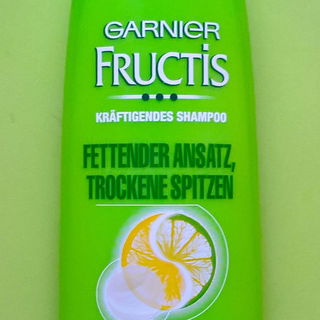 GARNIER
FRUCTIS
KRÄFTIGENDES SHAMPOO
FETTENDER ANSATZ,
TROCKENE SPITZEN